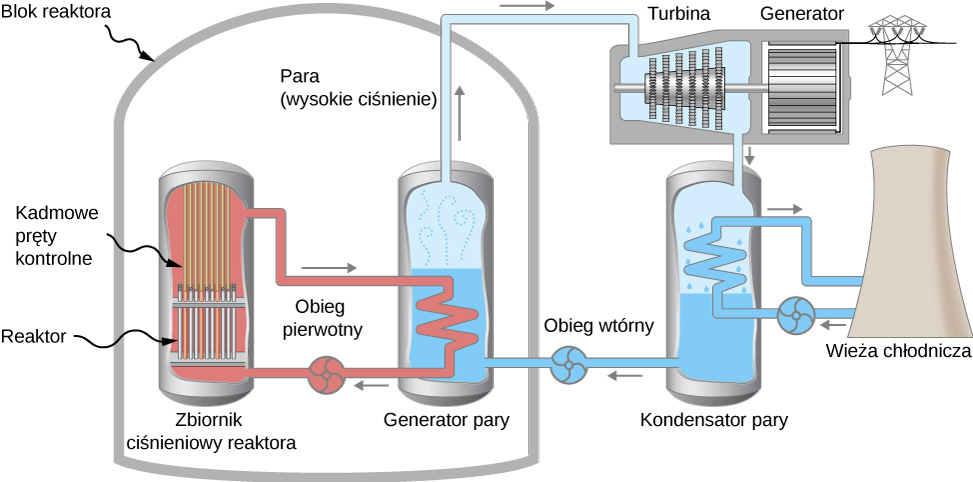 Blok reaktora
Turbina
Generator
Para
(wysokie ciśnienie)
Kadmowe
pręty
kontrolne
Reaktor
Obieg
pierwotny
Obieg wtórny
Wieża chłodnicza
Zbiornik
ciśnieniowy reaktora
Generator pary
Kondensator pary